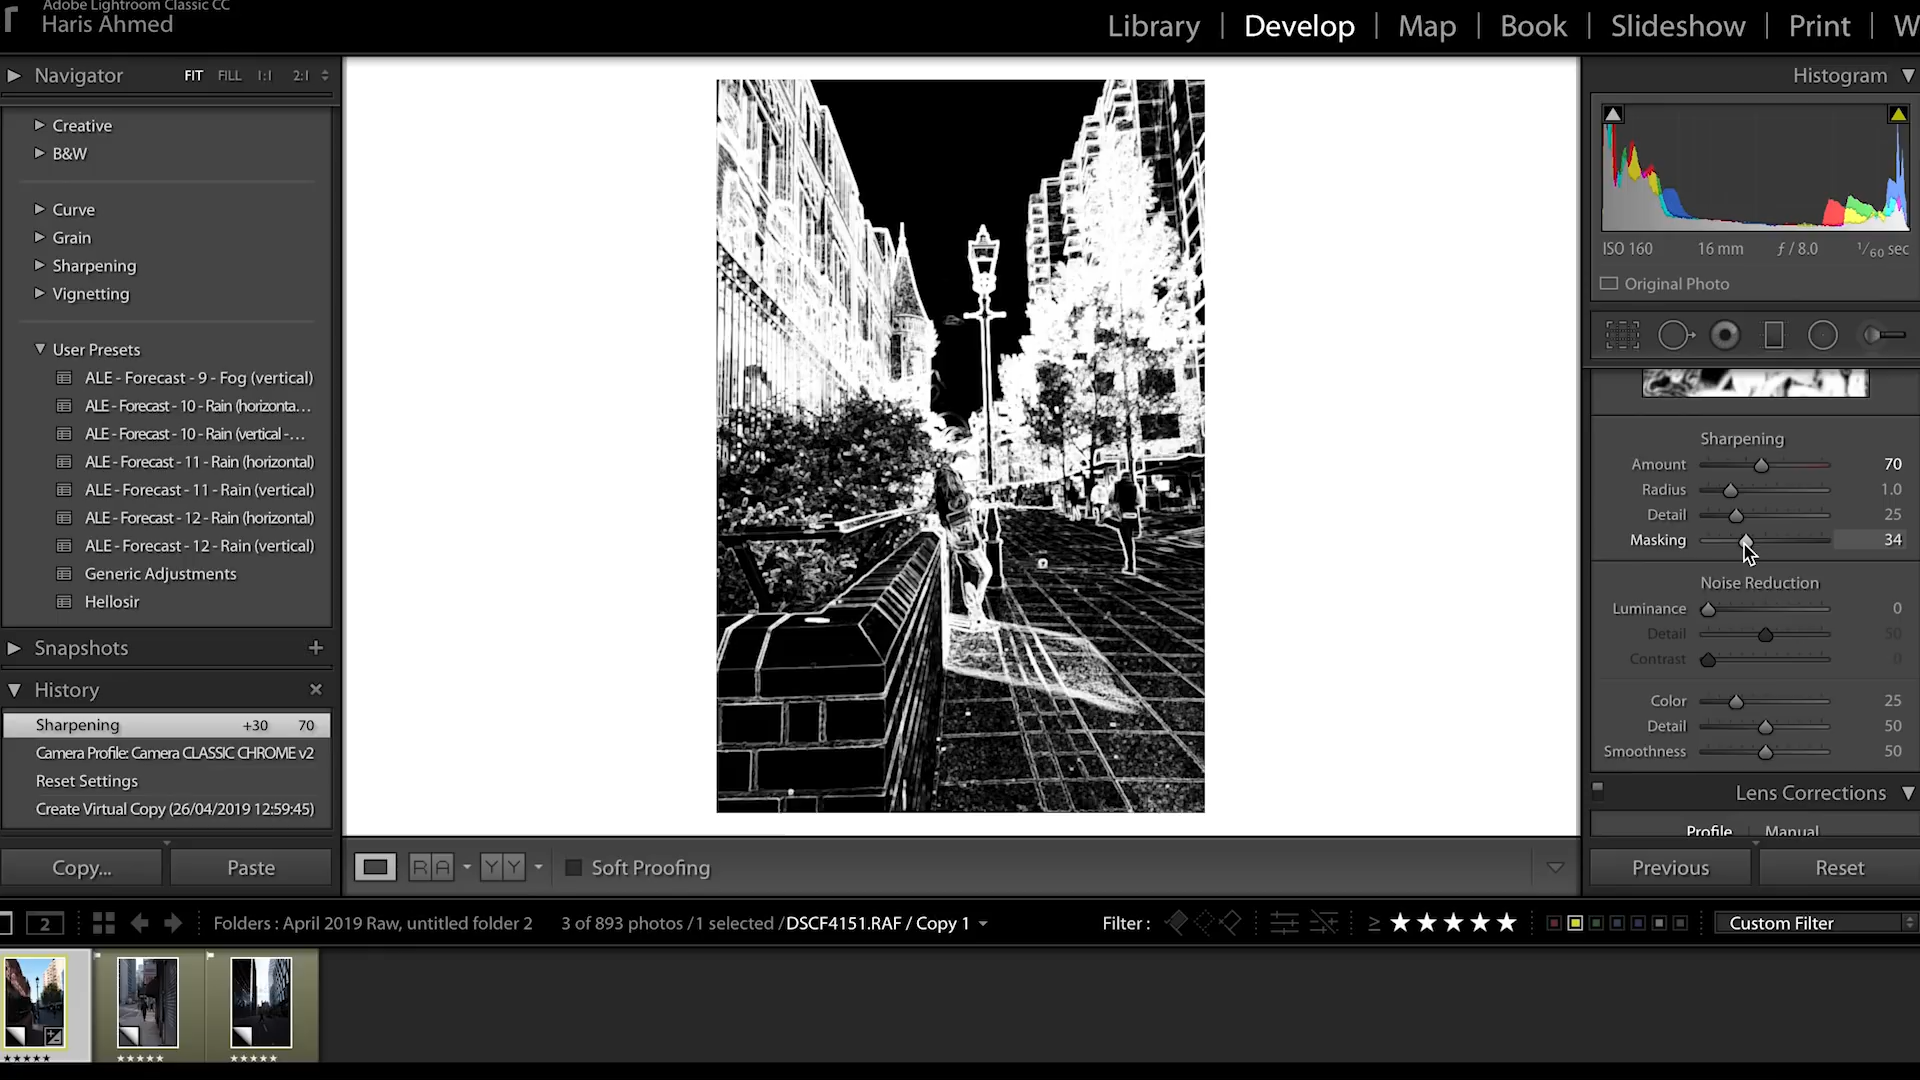 Adobe Lightroom Classic CC
Haris Ahmed
Library | Develop | Map | Book | Slideshow | Print | W
Navigator FIT FILL 1:1 2:1
Creative
B&W
Curve
Grain
Sharpening
Vignetting
User Presets
ALE - Forecast - 9 - Fog (vertical)
ALE - Forecast - 10 - Rain (horizonta...
ALE - Forecast - 10 - Rain (vertical -...
ALE - Forecast - 11 - Rain (horizontal)
ALE - Forecast - 11 - Rain (vertical)
ALE - Forecast - 12 - Rain (horizontal)
ALE - Forecast - 12 - Rain (vertical)
Generic Adjustments
Hellosir
Snapshots +
History ×
Sharpening +30 70
Camera Profile: Camera CLASSIC CHROME v2
Reset Settings
Create Virtual Copy (26/04/2019 12:59:45)
Copy... Paste
R A Y Y Soft Proofing
Histogram
ISO 160 16 mm ƒ / 8.0 1/60 sec
Original Photo
Sharpening
Amount 70
Radius 1.0
Detail 25
Masking 34
Noise Reduction
Luminance 0
Detail 50
Contrast 0
Color 25
Detail 50
Smoothness 50
Lens Corrections
Profile Manual
Previous Reset
2 Folders : April 2019 Raw, untitled folder 2 3 of 893 photos / 1 selected / DSCF4151.RAF / Copy 1 Filter : ≥ ★★★★★ Custom Filter